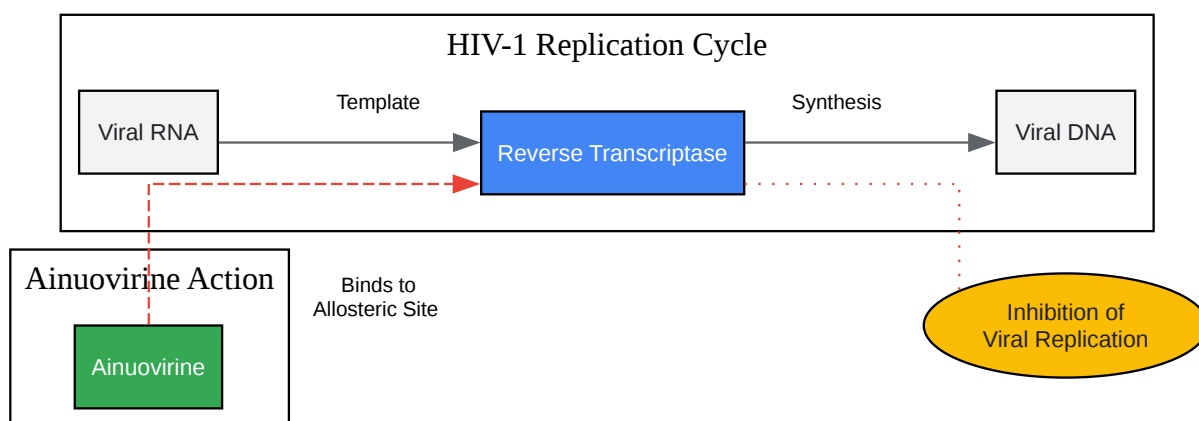 HIV-1 Replication Cycle
Template
Synthesis
Viral RNA
Reverse Transcriptase
Viral DNA
Ainuovirine Action
Binds to
Allosteric Site
Inhibition of
Viral Replication
Ainuovirine